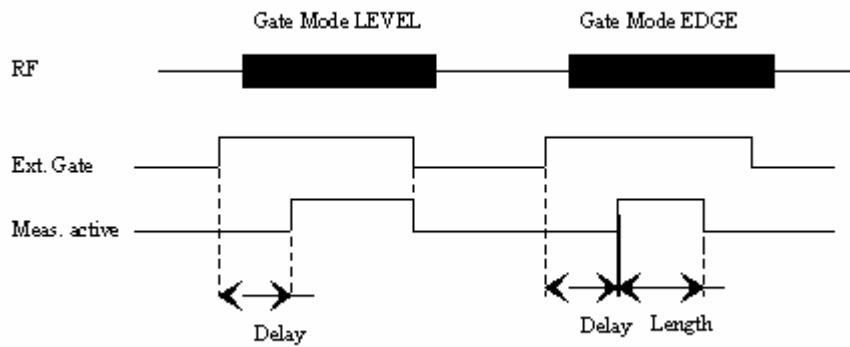 Gate Mode LEVEL Gate Mode EDGE
RF
Ext. Gate
Meas. active
Delay Delay Length